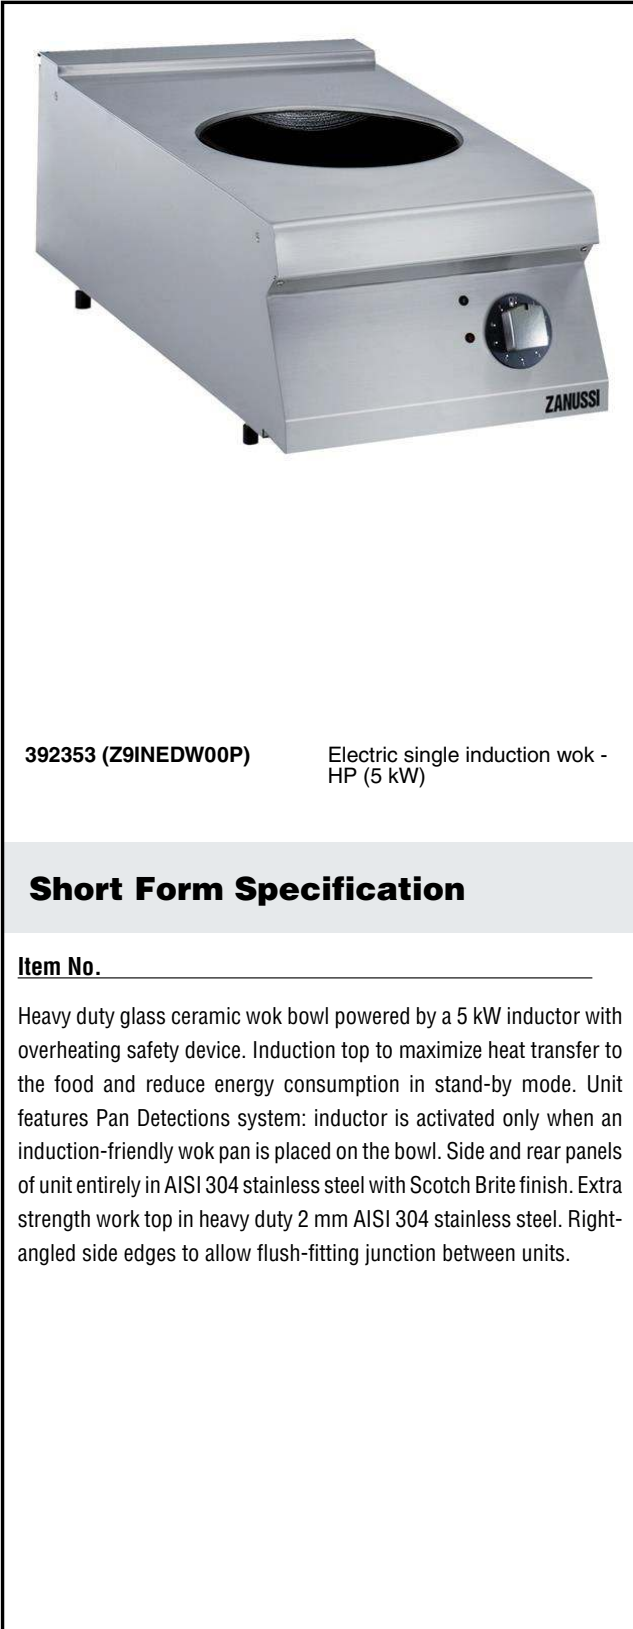 ZANUSSI
392353 (Z9INEDW00P)
Electric single induction wok -
HP (5 kW)
Short Form Specification
Item No.
Heavy duty glass ceramic wok bowl powered by a 5 kW inductor with
overheating safety device. Induction top to maximize heat transfer to
the food and reduce energy consumption in stand-by mode. Unit
features Pan Detections system: inductor is activated only when an
induction-friendly wok pan is placed on the bowl. Side and rear panels
of unit entirely in AISI 304 stainless steel with Scotch Brite finish. Extra
strength work top in heavy duty 2 mm AISI 304 stainless steel. Right-
angled side edges to allow flush-fitting junction between units.